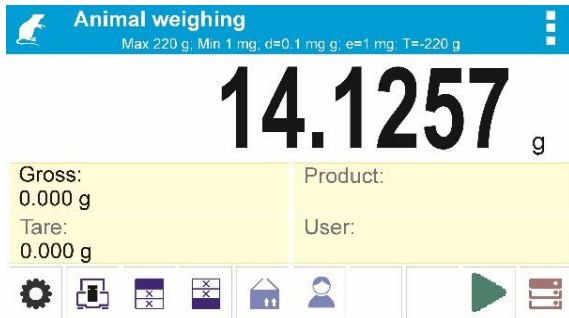 Animal weighing
Max 220 g; Min 1 mg; d=0.1 mg g; e=1 mg; T=-220 g
14.1257 g
Gross:
0.000 g
Product:
Tare:
0.000 g
User: